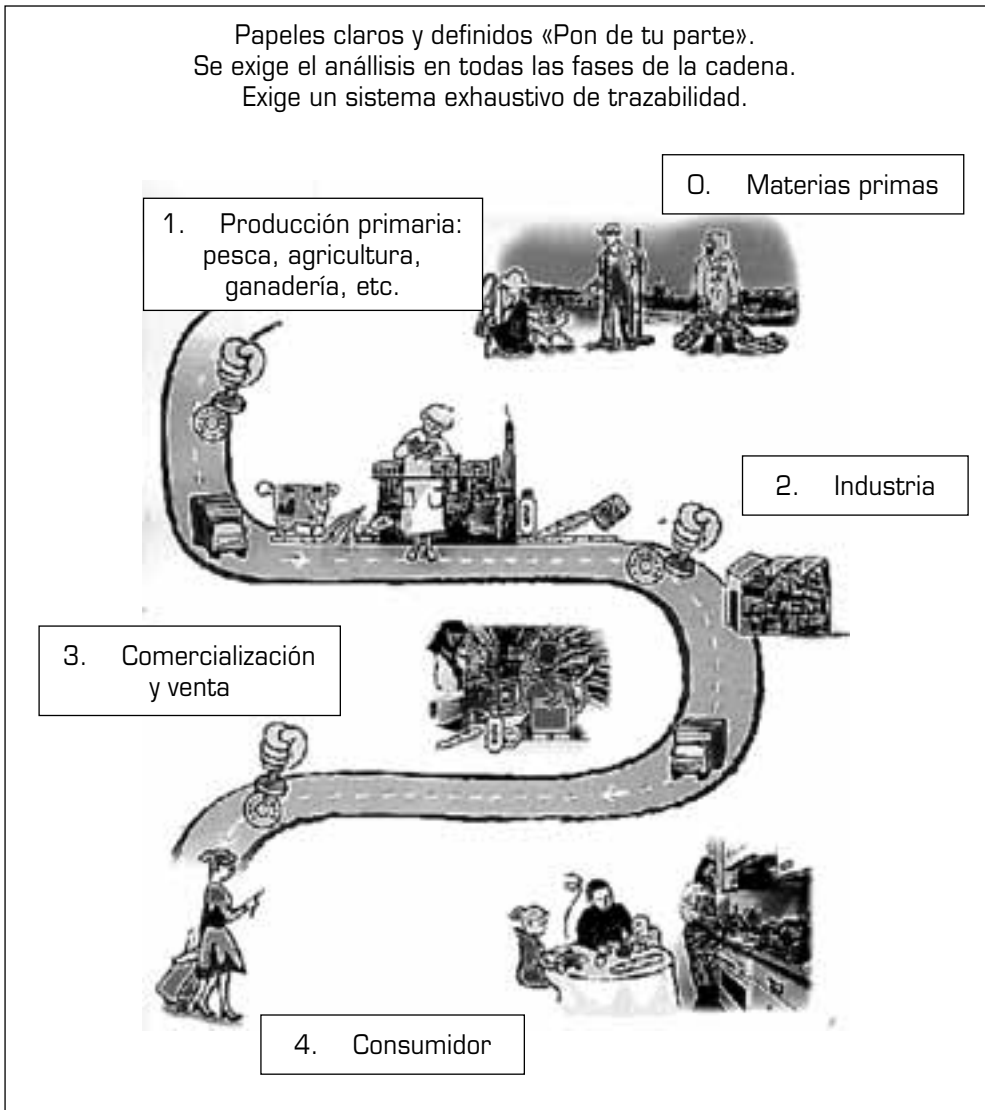 Papeles claros y definidos «Pon de tu parte».
Se exige el anállisis en todas las fases de la cadena.
Exige un sistema exhaustivo de trazabilidad.
0. Materias primas
1. Producción primaria:
pesca, agricultura,
ganadería, etc.
2. Industria
3. Comercialización
y venta
4. Consumidor